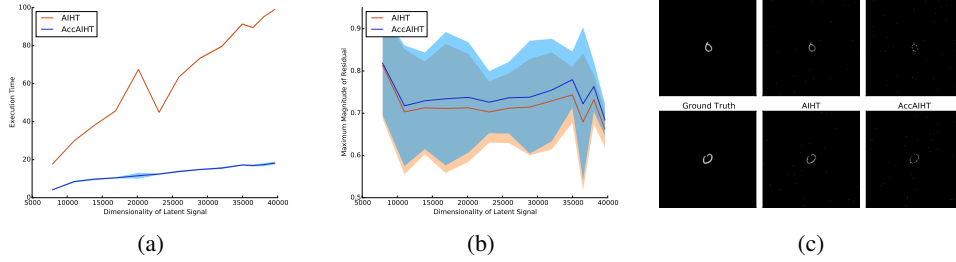 AIHT
AccAIHT
Execution Time
100
80
60
40
20
0
5000 10000 15000 20000 25000 30000 35000 40000
Dimensionality of Latent Signal
(a)
AIHT
AccAIHT
Maximum Magnitude of Residual
0.9
0.8
0.7
0.6
0.5
5000 10000 15000 20000 25000 30000 35000 40000
Dimensionality of Latent Signal
(b)
Ground Truth AIHT AccAIHT
(c)